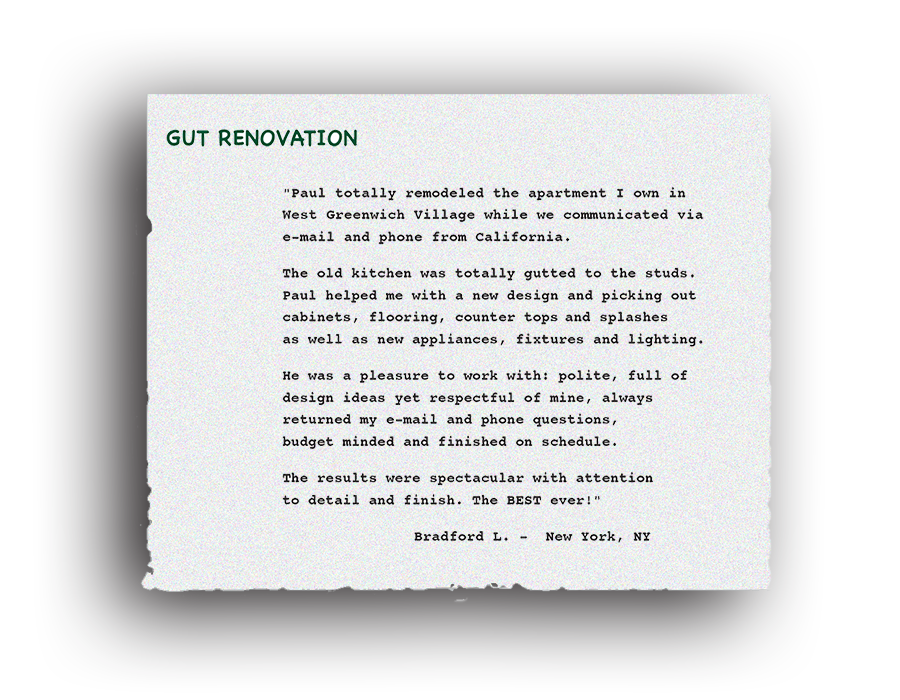 GUT RENOVATION
"Paul totally remodeled the apartment I own in
West Greenwich Village while we communicated via
e-mail and phone from California.
The old kitchen was totally gutted to the studs.
Paul helped me with a new design and picking out
cabinets, flooring, counter tops and splashes
as well as new appliances, fixtures and lighting.
He was a pleasure to work with: polite, full of
design ideas yet respectful of mine, always
returned my e-mail and phone questions,
budget minded and finished on schedule.
The results were spectacular with attention
to detail and finish. The BEST ever!"
Bradford L. - New York, NY